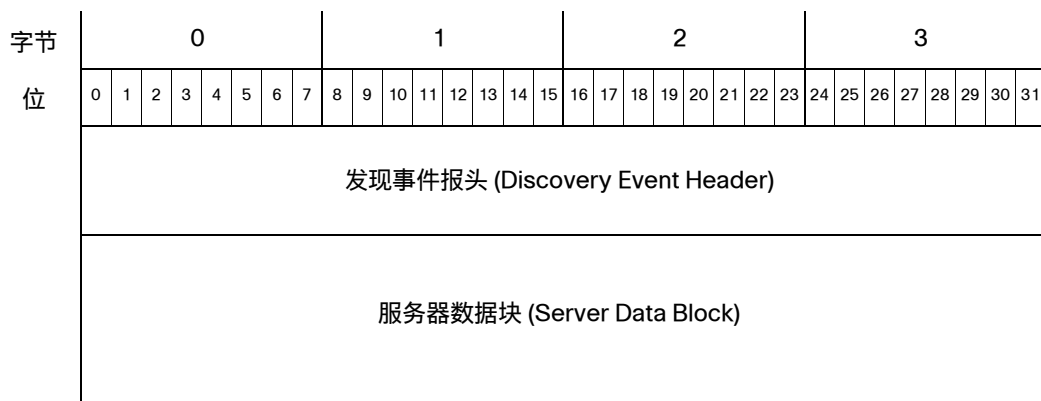 字节 0 1 2 3
位 0 1 2 3 4 5 6 7 8 9 10 11 12 13 14 15 16 17 18 19 20 21 22 23 24 25 26 27 28 29 30 31
发现事件报头 (Discovery Event Header)
服务器数据块 (Server Data Block)